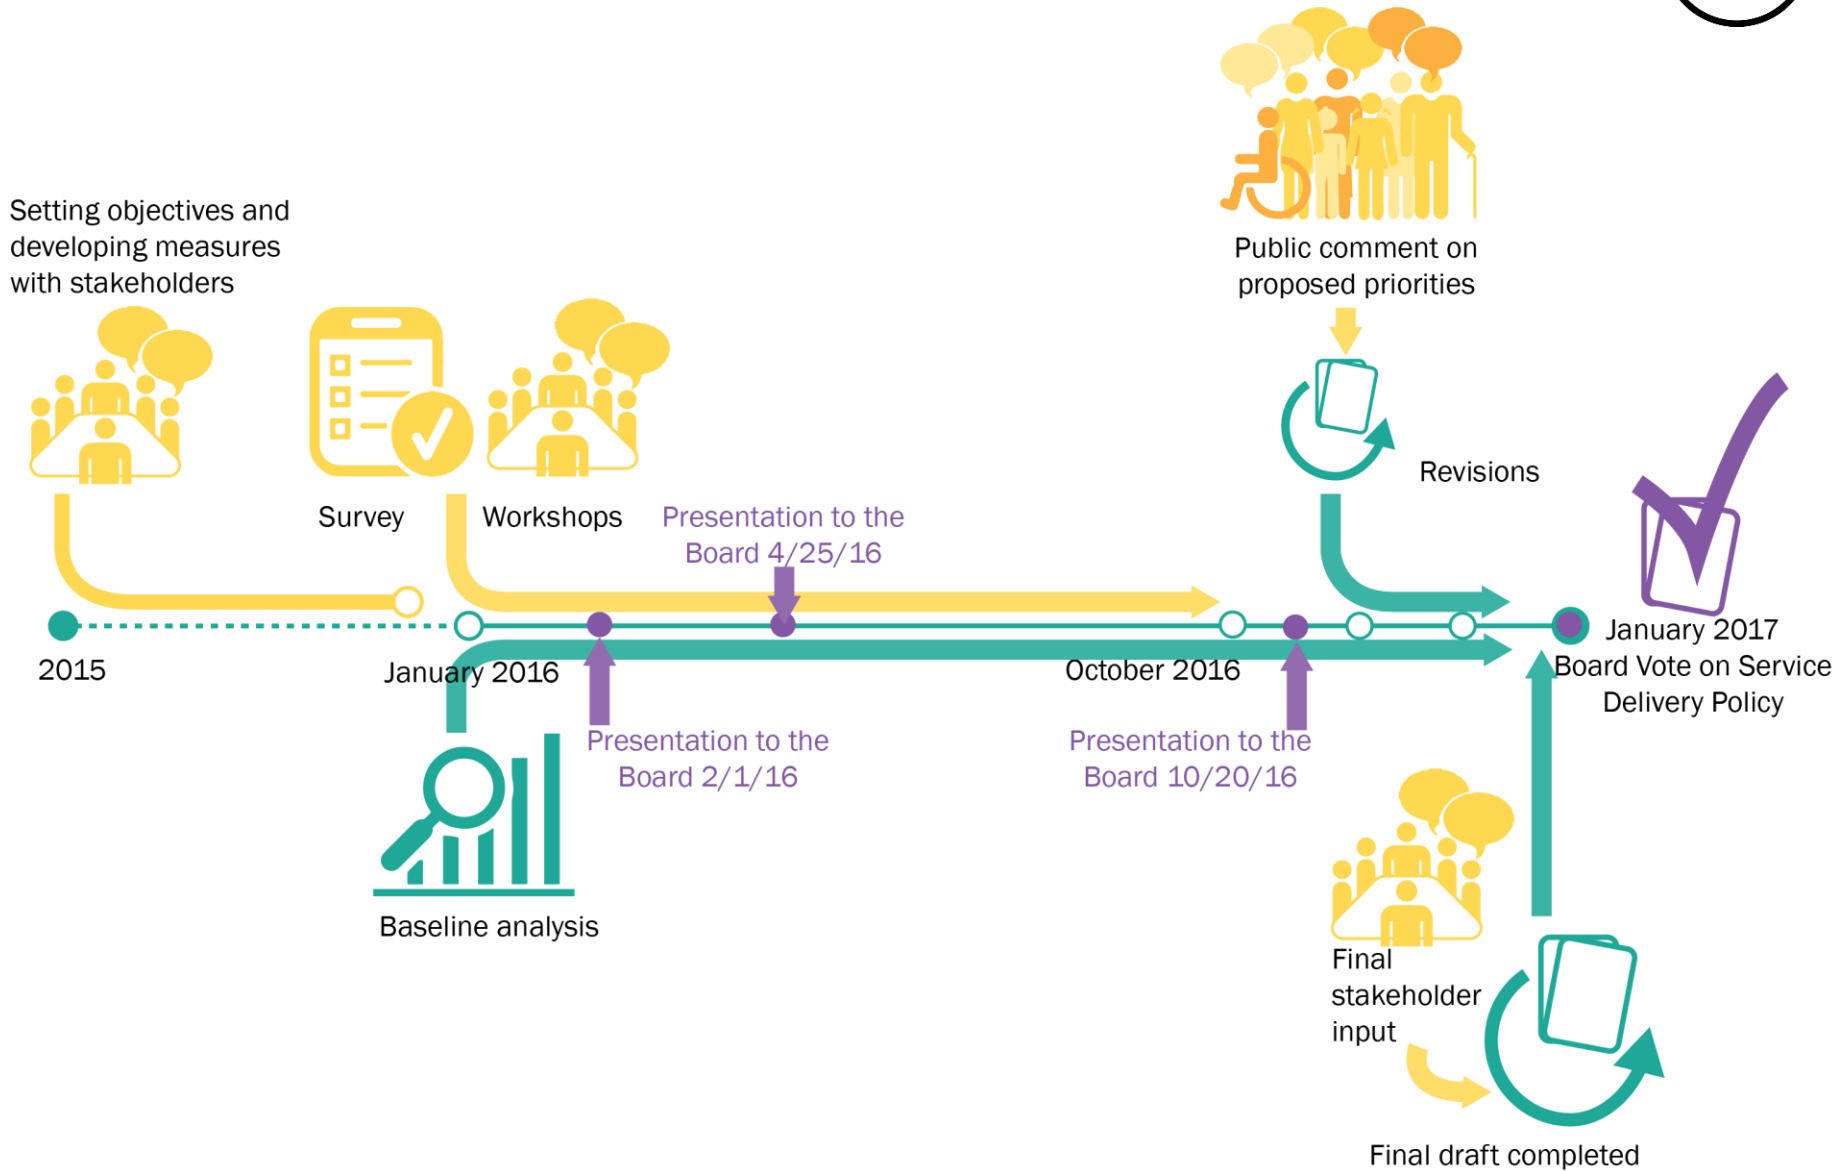 Setting objectives and
developing measures
with stakeholders
Survey
Workshops
Presentation to the
Board 4/25/16
Public comment on
proposed priorities
Revisions
2015
January 2016
October 2016
January 2017
Board Vote on Service
Delivery Policy
Presentation to the
Board 2/1/16
Presentation to the
Board 10/20/16
Baseline analysis
Final
stakeholder
input
Final draft completed